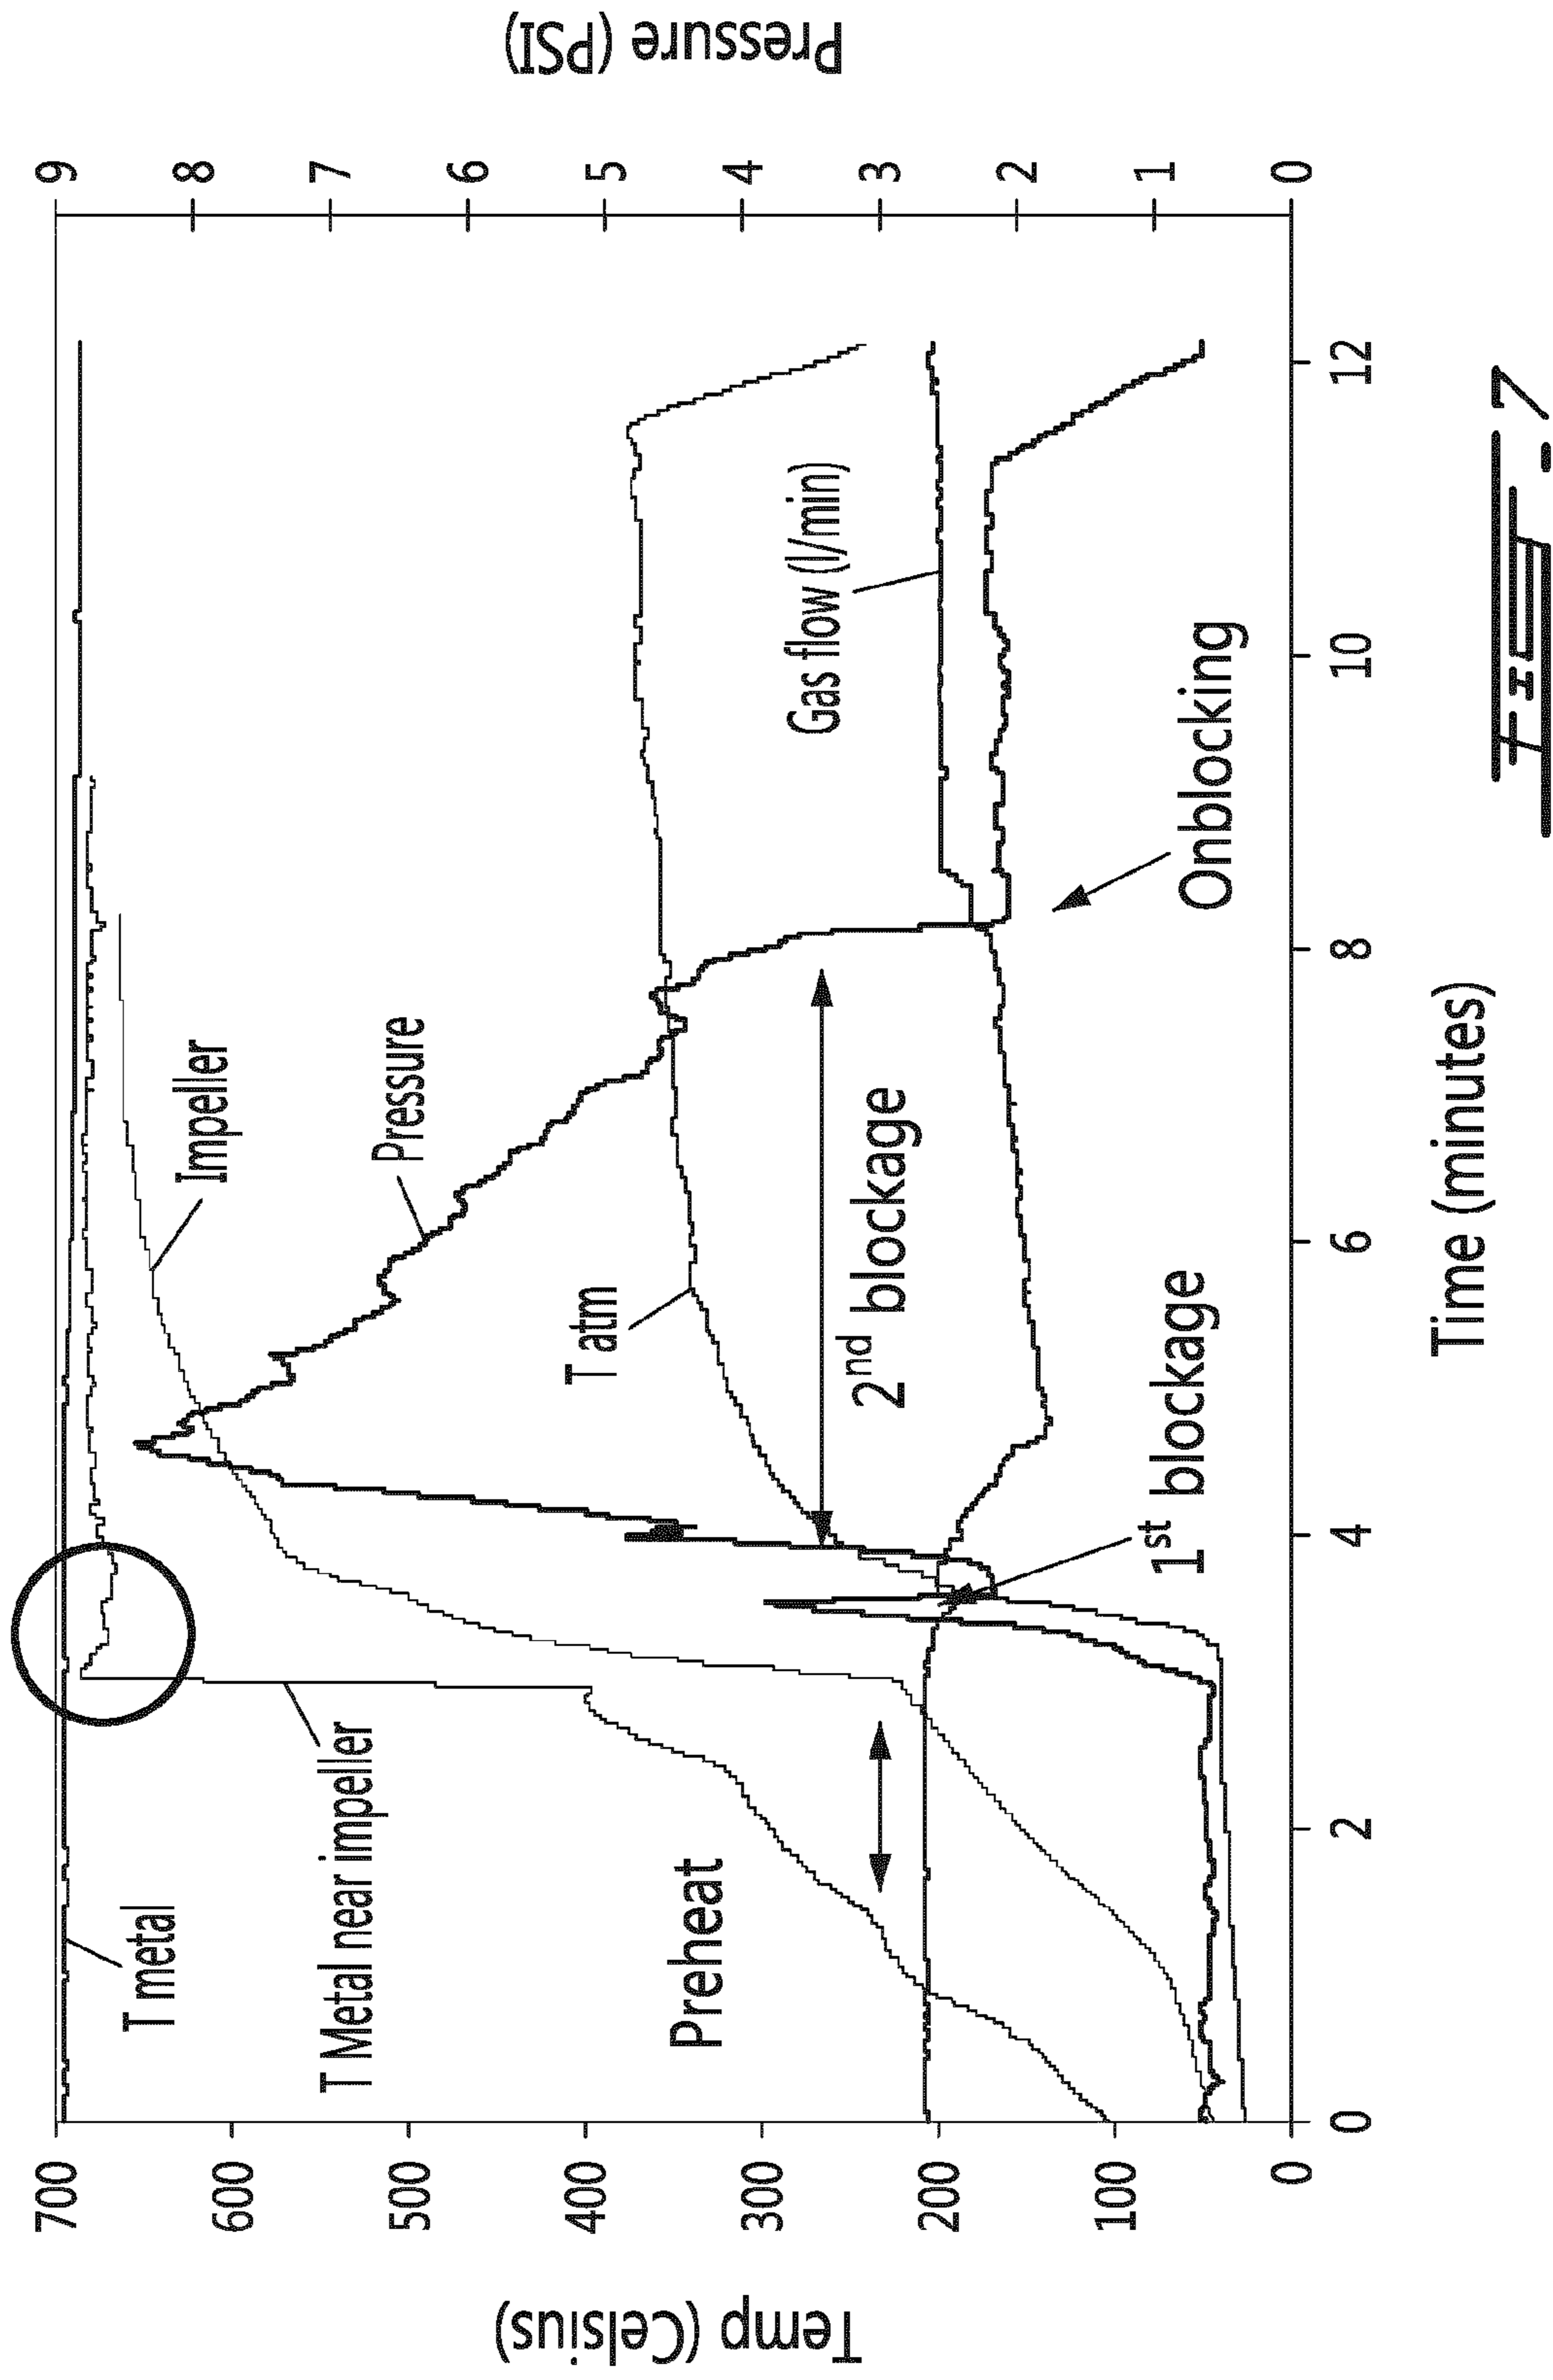 Temp (Celsius)
700
600
500
400
300
200
100
0
T metal
T Metal near impeller
Preheat
Impeller
Pressure
T atm
2nd blockage
1st blockage
Gas flow (l/min)
Onblocking
9
8
7
6
5
4
3
2
1
0
Pressure (PSI)
0
2
4
6
8
10
12
Time (minutes)
FIG. 7